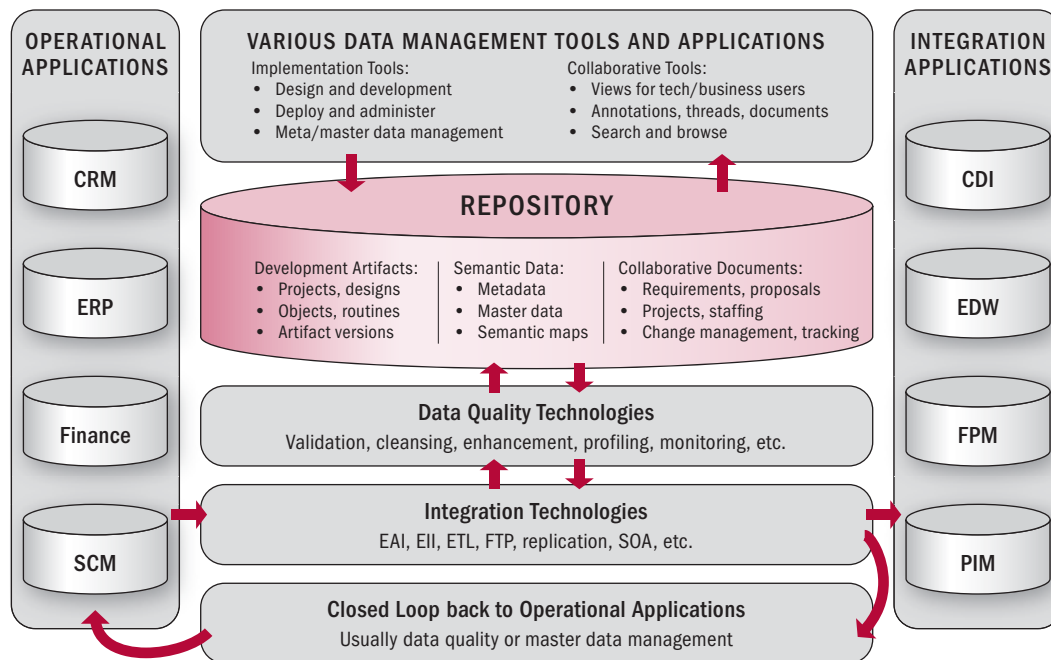 OPERATIONAL
APPLICATIONS
CRM
ERP
Finance
SCM
VARIOUS DATA MANAGEMENT TOOLS AND APPLICATIONS
Implementation Tools:
• Design and development
• Deploy and administer
• Meta/master data management
Collaborative Tools:
• Views for tech/business users
• Annotations, threads, documents
• Search and browse
REPOSITORY
Development Artifacts:
• Projects, designs
• Objects, routines
• Artifact versions
Semantic Data:
• Metadata
• Master data
• Semantic maps
Collaborative Documents:
• Requirements, proposals
• Projects, staffing
• Change management, tracking
Data Quality Technologies
Validation, cleansing, enhancement, profiling, monitoring, etc.
Integration Technologies
EAI, EII, ETL, FTP, replication, SOA, etc.
Closed Loop back to Operational Applications
Usually data quality or master data management
INTEGRATION
APPLICATIONS
CDI
EDW
FPM
PIM